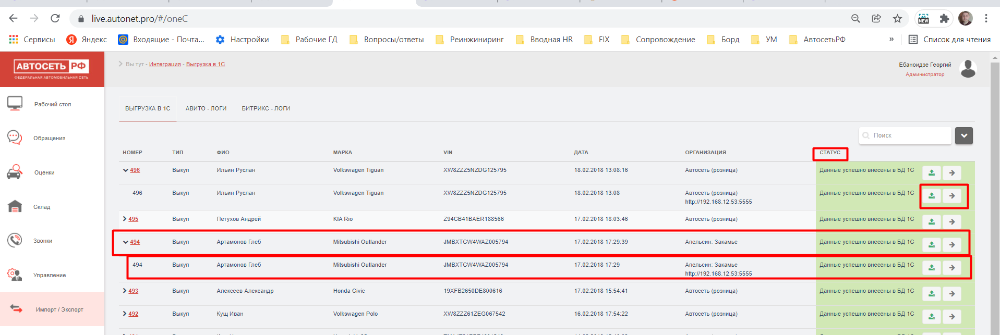 live.autonet.pro/#/oneC
NEW
Сервисы Яндекс Входящие - Почта... Настройки Рабочие ГД Вопросы/ответы Реинжиниринг Вводная HR FIX Сопровождение Борд УМ АвтосетьРФ » Список для чтения
АВТОСЕТЬ РФ
ФЕДЕРАЛЬНАЯ АВТОМОБИЛЬНАЯ СЕТЬ
Вы тут - Интеграция - Выгрузка в 1С
Ебаноидзе Георгий
Администратор
Рабочий стол
Обращения
Оценки
Склад
Звонки
Управление
Импорт / Экспорт
ВЫГРУЗКА В 1С АВИТО - ЛОГИ БИТРИКС - ЛОГИ
Поиск
НОМЕР ТИП ФИО МАРКА VIN ДАТА ОРГАНИЗАЦИЯ СТАТУС
496 Выкуп Ильин Руслан Volkswagen Tiguan XW8ZZZ5NZDG125795 18.02.2018 13:08:16 Автосеть (розница) Данные успешно внесены в БД 1С
496 Выкуп Ильин Руслан Volkswagen Tiguan XW8ZZZ5NZDG125795 18.02.2018 13:08 Автосеть (розница) Данные успешно внесены в БД 1С
http://192.168.12.53:5555
495 Выкуп Петухов Андрей KIA Rio Z94CB41BAER188566 17.02.2018 18:03:46 Автосеть (розница) Данные успешно внесены в БД 1С
494 Выкуп Артамонов Глеб Mitsubishi Outlander JMBXTCW4WAZ005794 17.02.2018 17:29:39 Апельсин: Закамье Данные успешно внесены в БД 1С
494 Выкуп Артамонов Глеб Mitsubishi Outlander JMBXTCW4WAZ005794 17.02.2018 17:29 Апельсин: Закамье Данные успешно внесены в БД 1С
http://192.168.12.53:5555
493 Выкуп Алексеев Александр Honda Civic 19XFB2650DE800616 17.02.2018 15:54:41 Автосеть (розница) Данные успешно внесены в БД 1С
492 Выкуп Кущ Иван Volkswagen Polo XW8ZZZ61ZEG067542 16.02.2018 17:54:22 Автосеть (розница) Данные успешно внесены в БД 1С